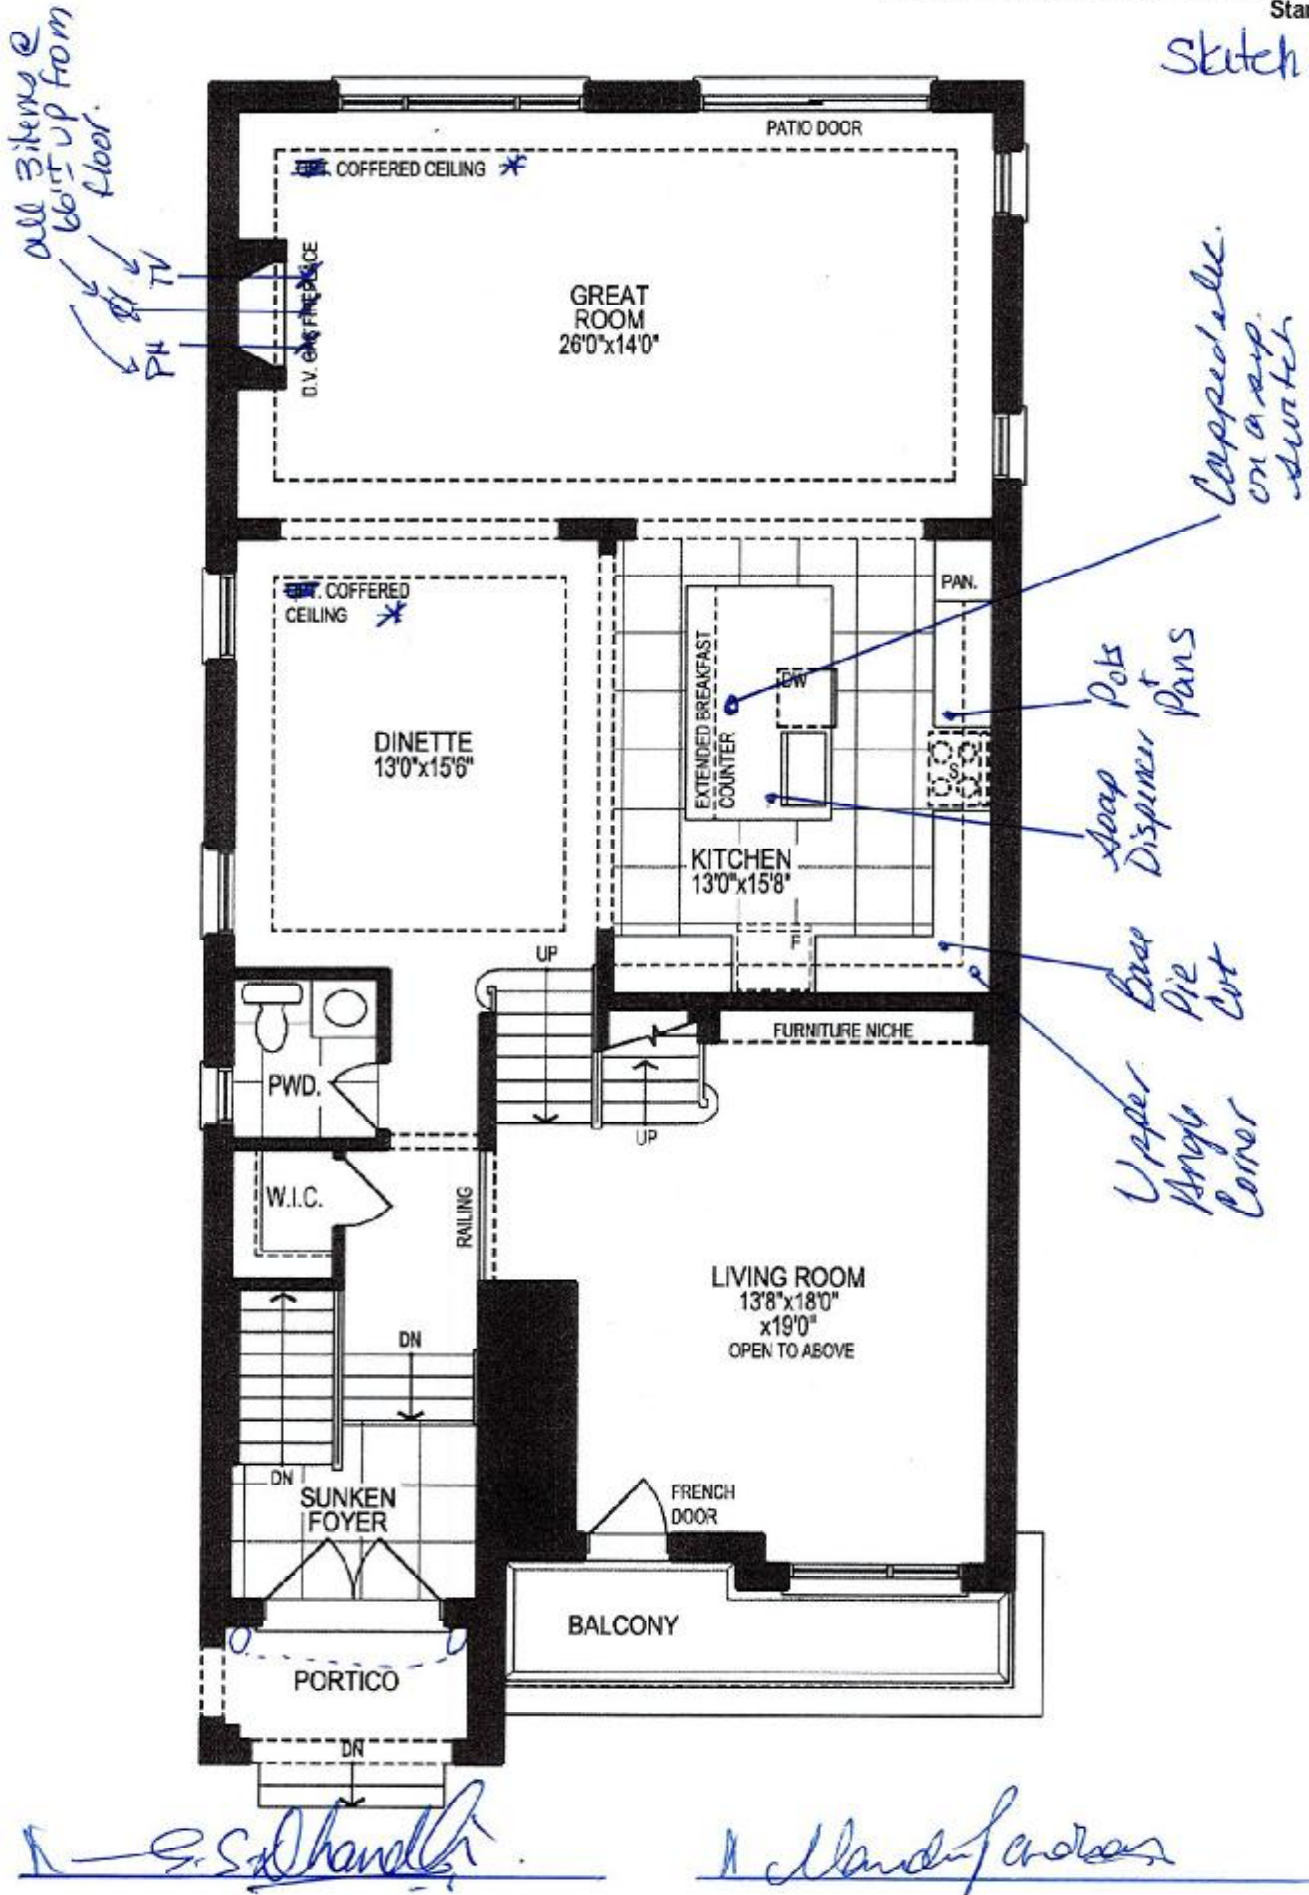 Star
Sketch
all 3 items @
66" up from
floor.
TV
PH
PATIO DOOR
OPT. COFFERED CEILING *
D.V. GAS FIREPLACE
GREAT
ROOM
26'0"x14'0"
Capped elec.
on a sep.
switch
OPT. COFFERED
CEILING *
PAN.
EXTENDED BREAKFAST
COUNTER
DW
Pots
+
Pans
DINETTE
13'0"x15'6"
S
Soap
Dispencer
KITCHEN
13'0"x15'8"
F
Base
Pie
Cut
UP
FURNITURE NICHE
PWD.
UP
Upper
Angle
Corner
W.I.C.
RAILING
LIVING ROOM
13'8"x18'0"
x19'0"
OPEN TO ABOVE
DN
DN
SUNKEN
FOYER
FRENCH
DOOR
BALCONY
PORTICO
DN